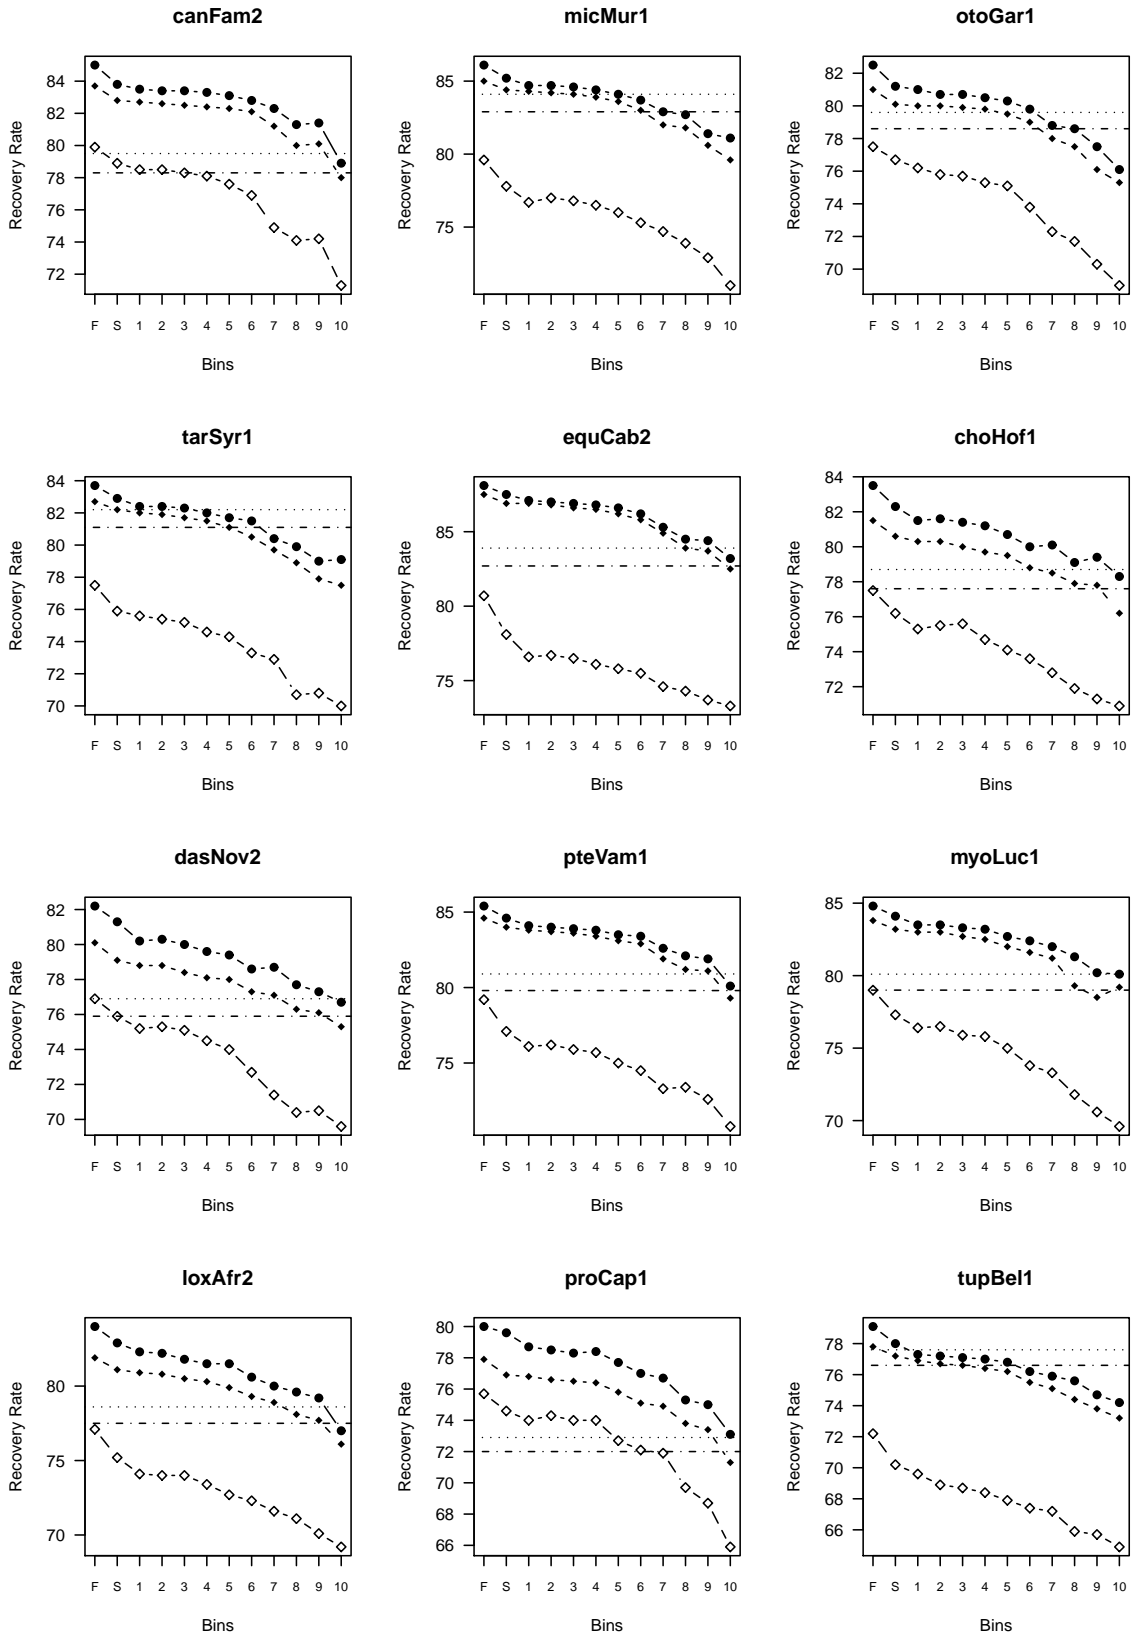 canFam2
micMur1
otoGar1
Recovery Rate
84
82
80
78
76
74
72
F S 1 2 3 4 5 6 7 8 9 10
Bins
Recovery Rate
85
80
75
F S 1 2 3 4 5 6 7 8 9 10
Bins
Recovery Rate
82
80
78
76
74
72
70
F S 1 2 3 4 5 6 7 8 9 10
Bins
tarSyr1
equCab2
choHof1
Recovery Rate
84
82
80
78
76
74
72
70
F S 1 2 3 4 5 6 7 8 9 10
Bins
Recovery Rate
85
80
75
F S 1 2 3 4 5 6 7 8 9 10
Bins
Recovery Rate
84
82
80
78
76
74
72
F S 1 2 3 4 5 6 7 8 9 10
Bins
dasNov2
pteVam1
myoLuc1
Recovery Rate
82
80
78
76
74
72
70
F S 1 2 3 4 5 6 7 8 9 10
Bins
Recovery Rate
85
80
75
F S 1 2 3 4 5 6 7 8 9 10
Bins
Recovery Rate
85
80
75
70
F S 1 2 3 4 5 6 7 8 9 10
Bins
loxAfr2
proCap1
tupBel1
Recovery Rate
80
75
70
F S 1 2 3 4 5 6 7 8 9 10
Bins
Recovery Rate
80
78
76
74
72
70
68
66
F S 1 2 3 4 5 6 7 8 9 10
Bins
Recovery Rate
78
76
74
72
70
68
66
F S 1 2 3 4 5 6 7 8 9 10
Bins